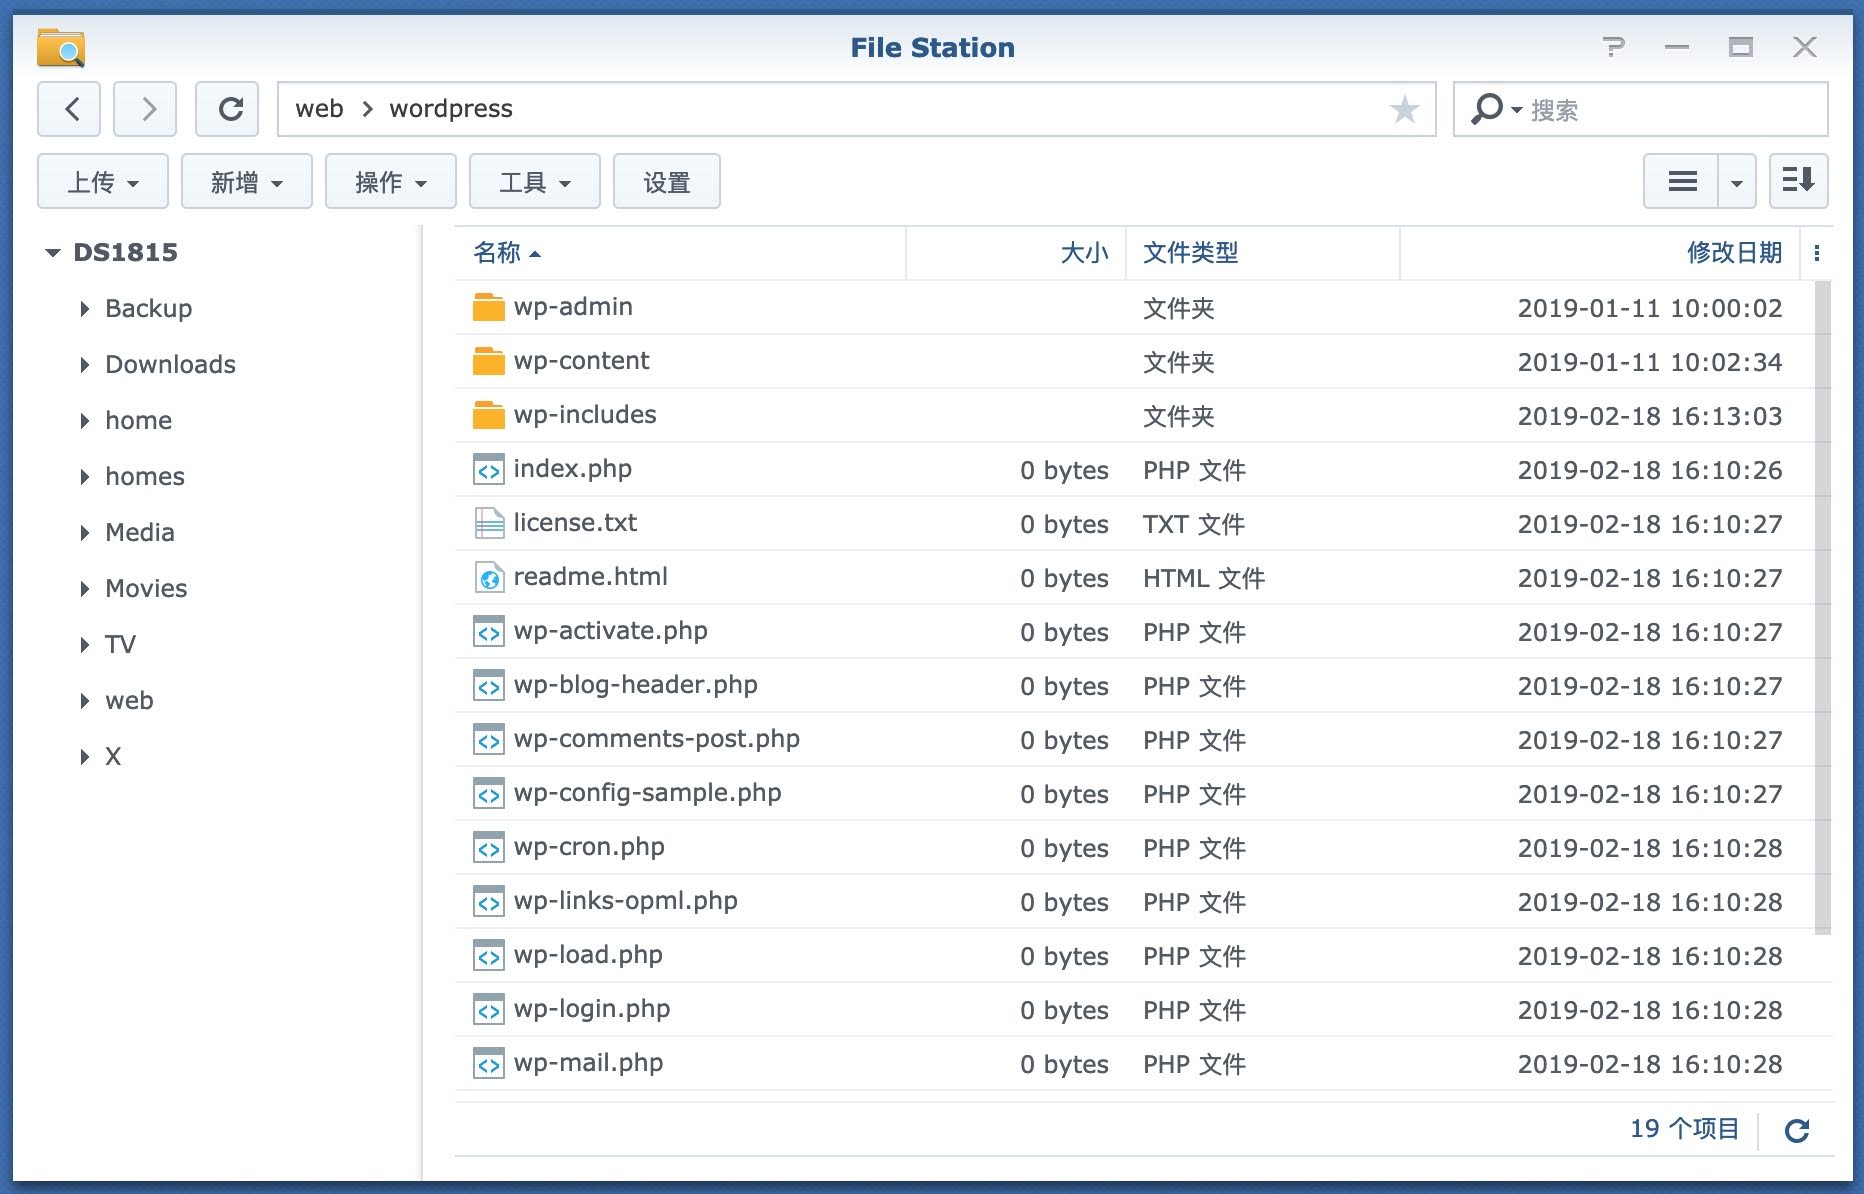 File Station
web > wordpress
搜索
上传 新增 操作 工具 设置
DS1815
Backup
Downloads
home
homes
Media
Movies
TV
web
X
名称 大小 文件类型 修改日期
wp-admin 文件夹 2019-01-11 10:00:02
wp-content 文件夹 2019-01-11 10:02:34
wp-includes 文件夹 2019-02-18 16:13:03
index.php 0 bytes PHP 文件 2019-02-18 16:10:26
license.txt 0 bytes TXT 文件 2019-02-18 16:10:27
readme.html 0 bytes HTML 文件 2019-02-18 16:10:27
wp-activate.php 0 bytes PHP 文件 2019-02-18 16:10:27
wp-blog-header.php 0 bytes PHP 文件 2019-02-18 16:10:27
wp-comments-post.php 0 bytes PHP 文件 2019-02-18 16:10:27
wp-config-sample.php 0 bytes PHP 文件 2019-02-18 16:10:27
wp-cron.php 0 bytes PHP 文件 2019-02-18 16:10:28
wp-links-opml.php 0 bytes PHP 文件 2019-02-18 16:10:28
wp-load.php 0 bytes PHP 文件 2019-02-18 16:10:28
wp-login.php 0 bytes PHP 文件 2019-02-18 16:10:28
wp-mail.php 0 bytes PHP 文件 2019-02-18 16:10:28
19 个项目